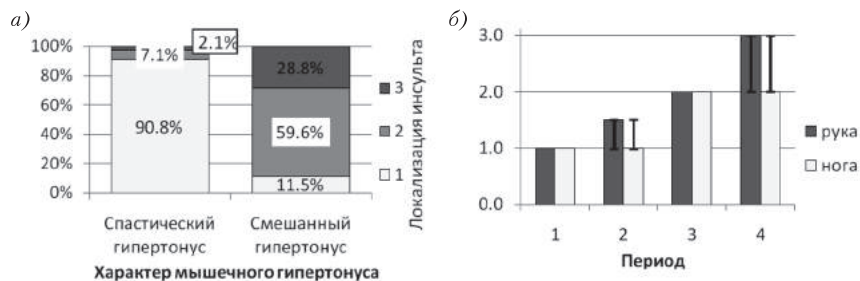 а)
100%
80%
60%
40%
20%
0%
7.1%
2.1%
90.8%
28.8%
59.6%
11.5%
Спастический
гипертонус
Смешанный
гипертонус
Характер мышечного гипертонуса
3
2
1
Локализация инсульта
б)
3.0
2.0
1.0
0.0
1 2 3 4
Период
рука
нога